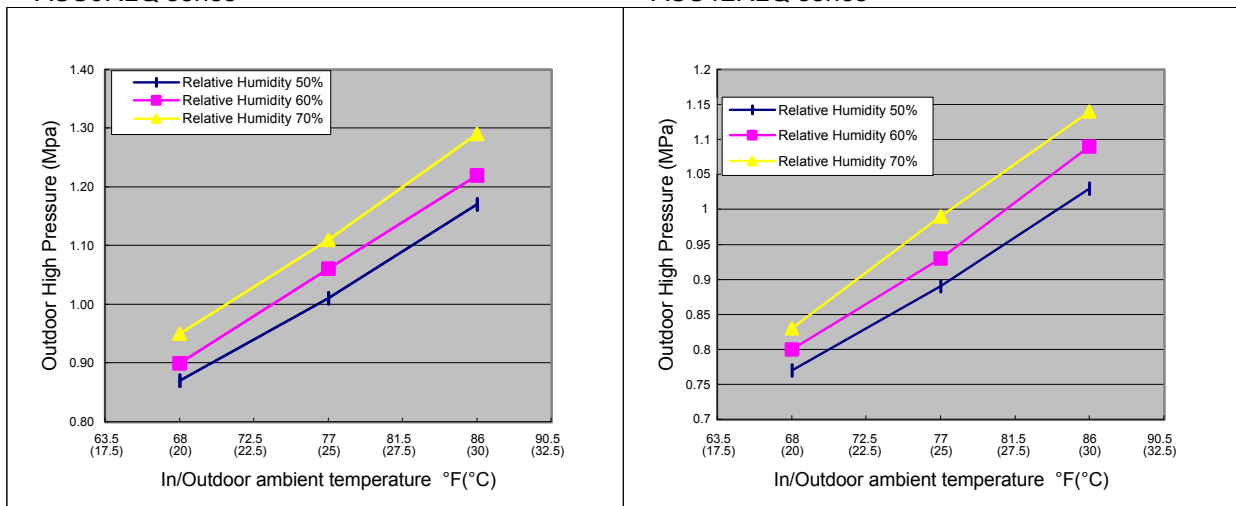 series
series
1.40
1.30
1.20
1.10
1.00
0.90
0.80
Outdoor High Pressure (Mpa)
Relative Humidity 50%
Relative Humidity 60%
Relative Humidity 70%
63.5 68 72.5 77 81.5 86 90.5
(17.5) (20) (22.5) (25) (27.5) (30) (32.5)
In/Outdoor ambient temperature °F(°C)
1.2
1.15
1.1
1.05
1
0.95
0.9
0.85
0.8
0.75
0.7
Outdoor High Pressure (MPa)
Relative Humidity 50%
Relative Humidity 60%
Relative Humidity 70%
63.5 68 72.5 77 81.5 86 90.5
(17.5) (20) (22.5) (25) (27.5) (30) (32.5)
In/Outdoor ambient temperature °F(°C)